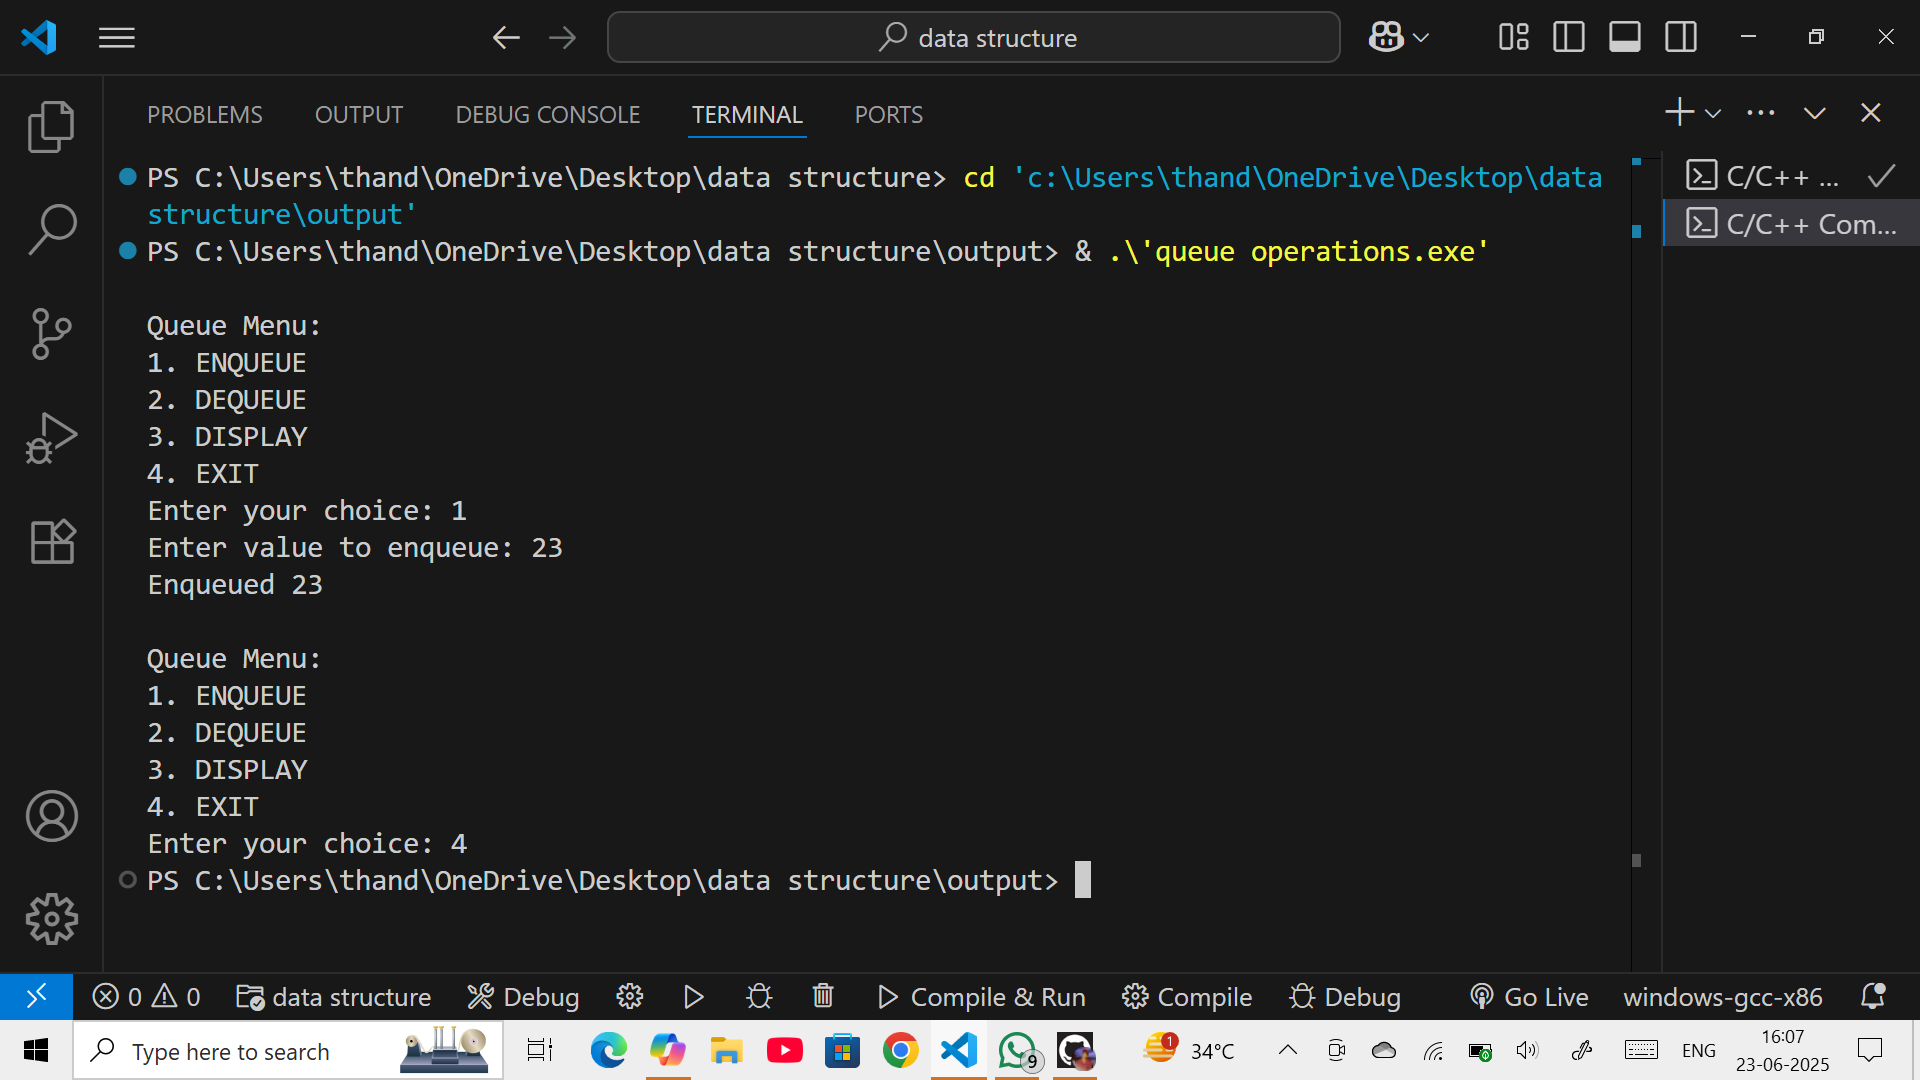 data structure
PROBLEMS OUTPUT DEBUG CONSOLE TERMINAL PORTS
PS C:\Users\thand\OneDrive\Desktop\data structure> cd 'c:\Users\thand\OneDrive\Desktop\data
structure\output'
PS C:\Users\thand\OneDrive\Desktop\data structure\output> & .\'queue operations.exe'
Queue Menu:
1. ENQUEUE
2. DEQUEUE
3. DISPLAY
4. EXIT
Enter your choice: 1
Enter value to enqueue: 23
Enqueued 23
Queue Menu:
1. ENQUEUE
2. DEQUEUE
3. DISPLAY
4. EXIT
Enter your choice: 4
PS C:\Users\thand\OneDrive\Desktop\data structure\output>
C/C++ ...
C/C++ Com...
0 0 data structure Debug Compile & Run Compile Debug Go Live windows-gcc-x86
Type here to search 9 1 34°C ENG 16:07
23-06-2025